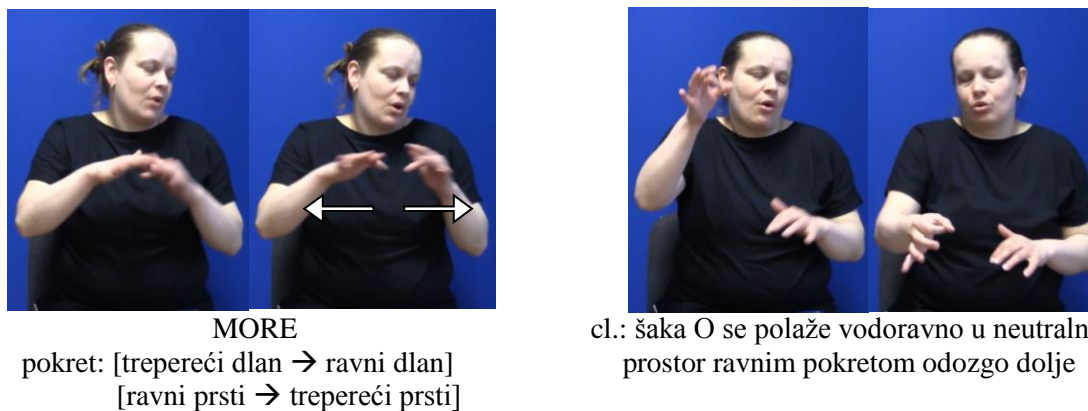 MORE
pokret: [trepereći dlan → ravni dlan]
[ravni prsti → trepereći prsti]
cl.: šaka O se polaže vodoravno u neutraln
prostor ravnim pokretom odozgo dolje